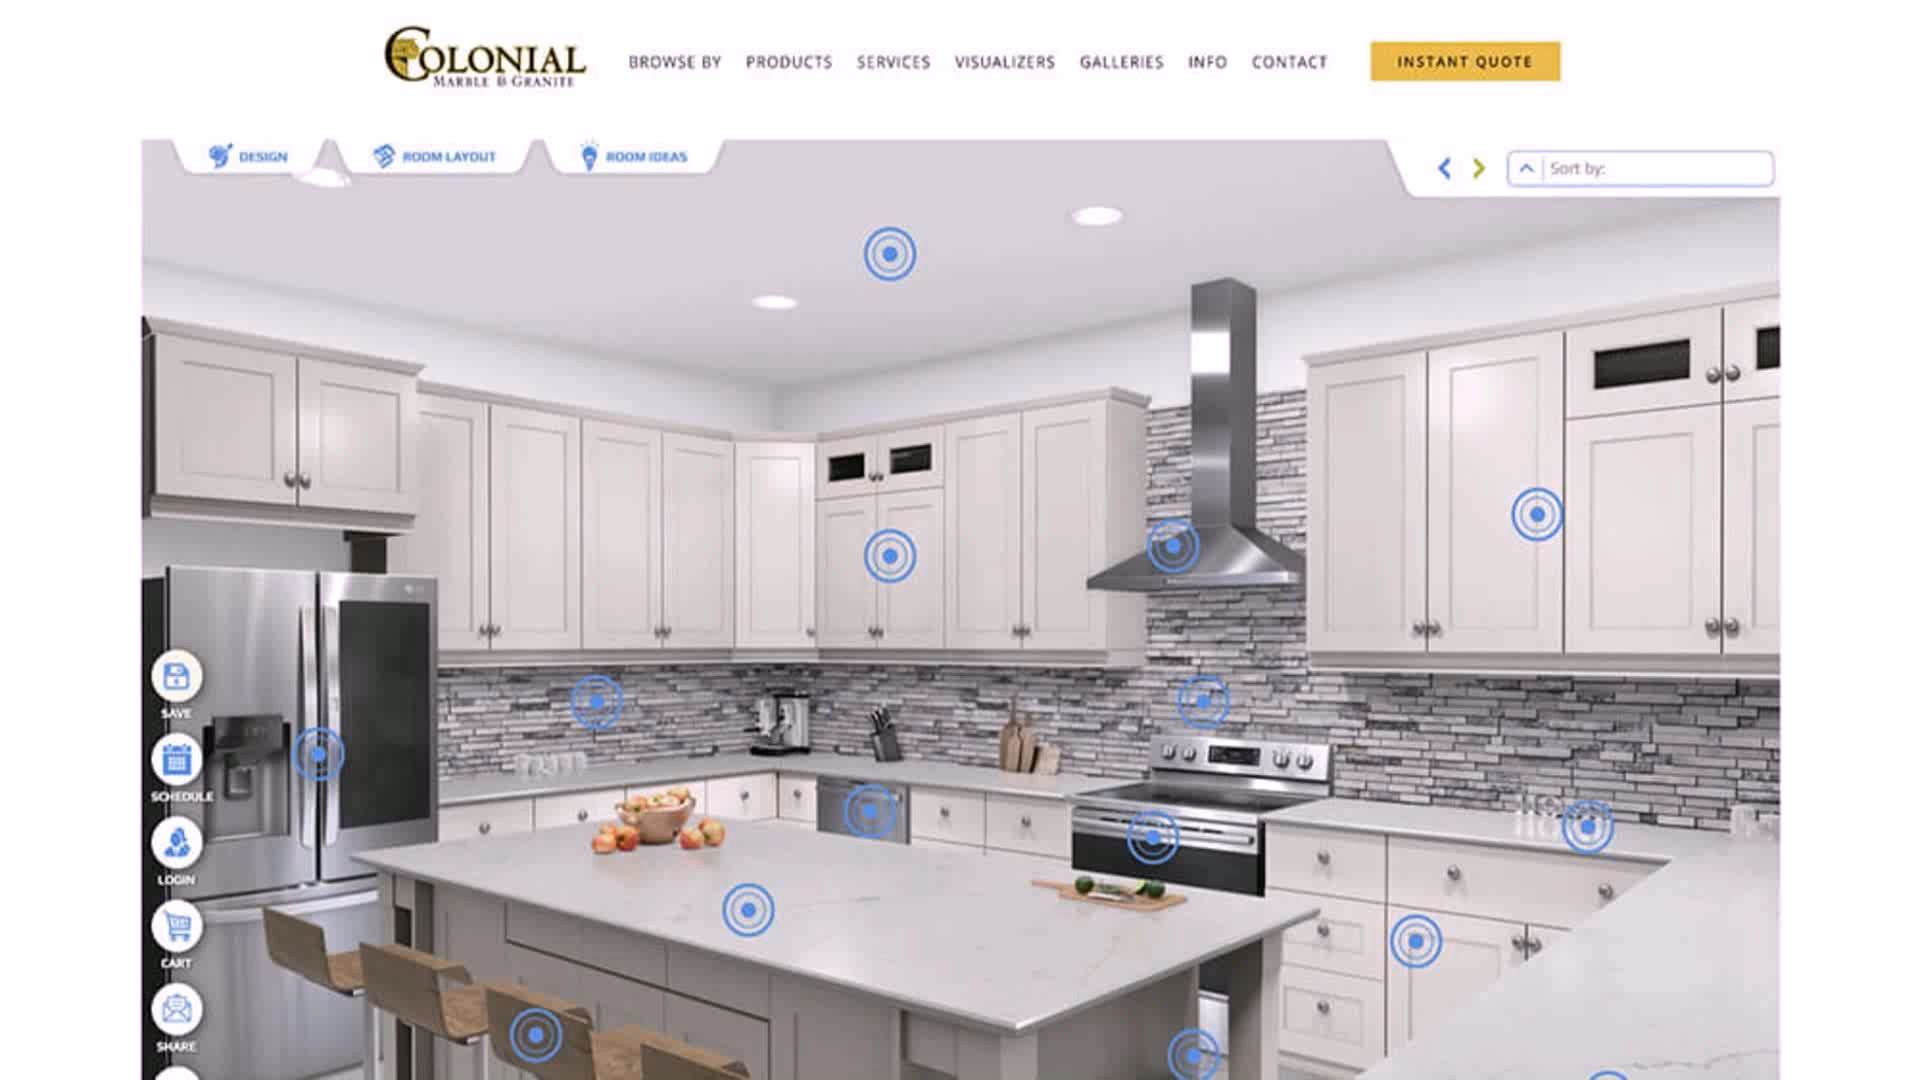 COLONIAL
MARBLE & GRANITE
BROWSE BY
PRODUCTS
SERVICES
VISUALIZERS
GALLERIES
INFO
CONTACT
INSTANT QUOTE
DESIGN
ROOM LAYOUT
ROOM IDEAS
Sort by:
SAVE
SCHEDULE
LOGIN
CART
SHARE